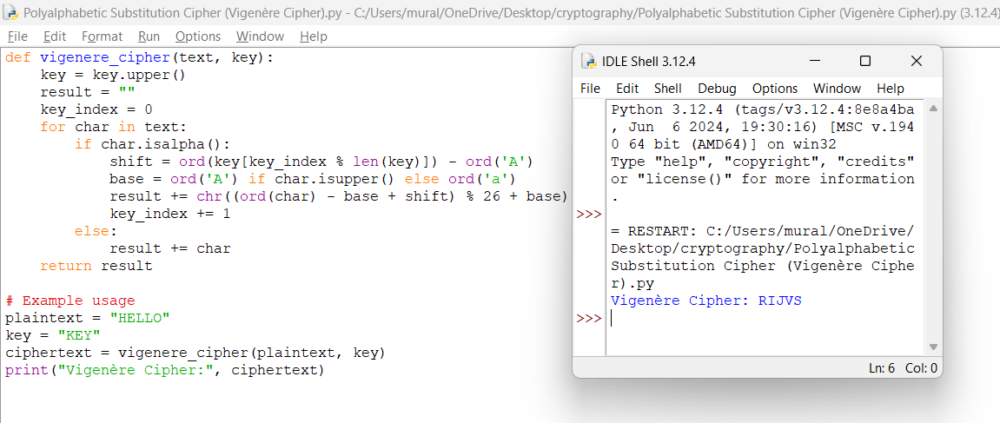 Polyalphabetic Substitution Cipher (Vigenère Cipher).py - C:/Users/mural/OneDrive/Desktop/cryptography/Polyalphabetic Substitution Cipher (Vigenère Cipher).py (3.12.4)
File Edit Format Run Options Window Help
def vigenere_cipher(text, key):
    key = key.upper()
    result = ""
    key_index = 0
    for char in text:
        if char.isalpha():
            shift = ord(key[key_index % len(key)]) - ord('A')
            base = ord('A') if char.isupper() else ord('a')
            result += chr((ord(char) - base + shift) % 26 + base)
            key_index += 1
        else:
            result += char
    return result

# Example usage
plaintext = "HELLO"
key = "KEY"
ciphertext = vigenere_cipher(plaintext, key)
print("Vigenère Cipher:", ciphertext)
IDLE Shell 3.12.4
File Edit Shell Debug Options Window Help
Python 3.12.4 (tags/v3.12.4:8e8a4ba
, Jun  6 2024, 19:30:16) [MSC v.194
0 64 bit (AMD64)] on win32
Type "help", "copyright", "credits"
or "license()" for more information
.
>>>
= RESTART: C:/Users/mural/OneDrive/
Desktop/cryptography/Polyalphabetic
Substitution Cipher (Vigenère Ciphe
r).py
Vigenère Cipher: RIJVS
>>>
Ln: 6 Col: 0